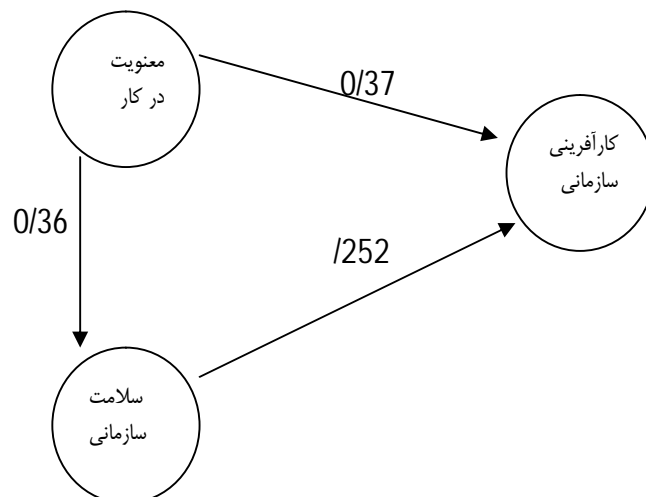 معنویت
در کار
0/37
کارآفرینی
سازمانی
0/36
/252
سلامت
سازمانی